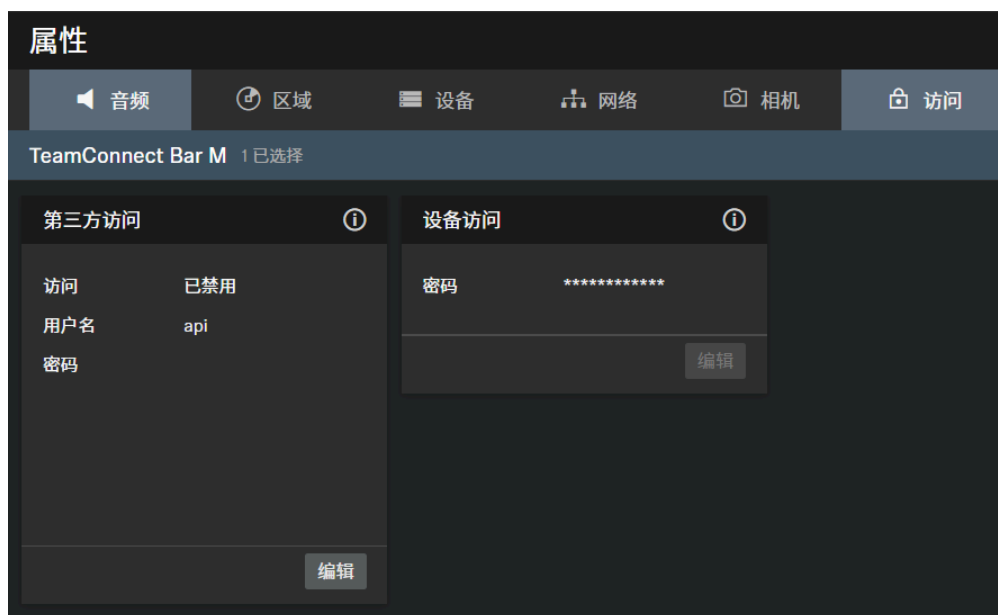 属性
音频 区域 设备 网络 相机 访问
TeamConnect Bar M 1 已选择
第三方访问
访问 已禁用
用户名 api
密码
编辑
设备访问
密码 ************
编辑